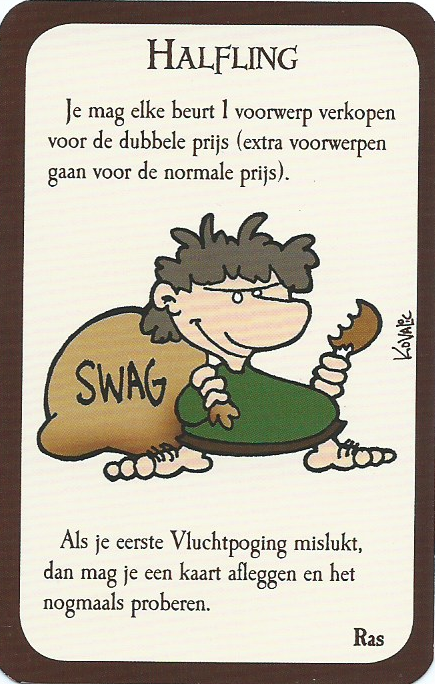 HALFLING
Je mag elke beurt 1 voorwerp verkopen
voor de dubbele prijs (extra voorwerpen
gaan voor de normale prijs).
SWAG
KOVALIC
Als je eerste Vluchtpoging mislukt,
dan mag je een kaart afleggen en het
nogmaals proberen.
Ras